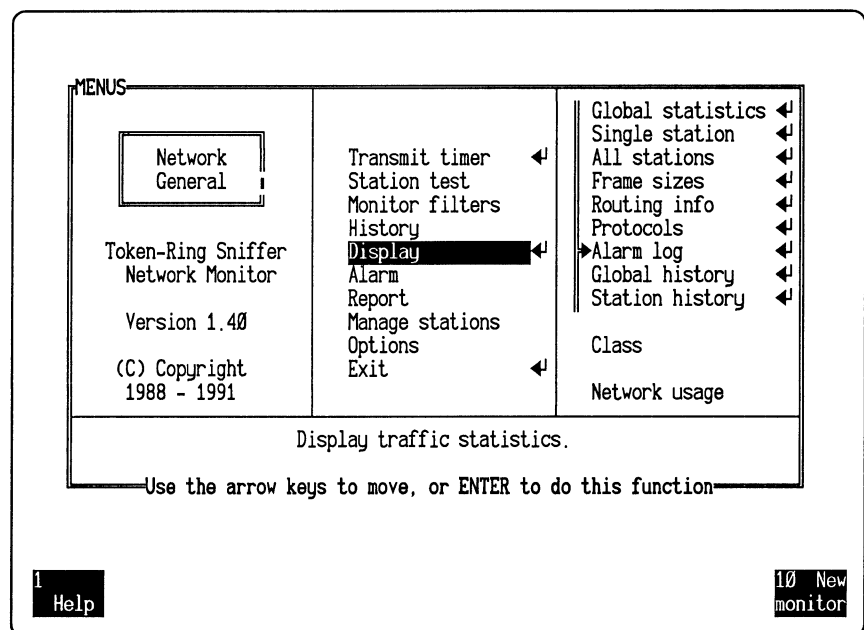 MENUS
Network
General
Token-Ring Sniffer
Network Monitor
Version 1.40
(C) Copyright
1988 - 1991
Transmit timer
Station test
Monitor filters
History
Display
Alarm
Report
Manage stations
Options
Exit
Global statistics
Single station
All stations
Frame sizes
Routing info
Protocols
Alarm log
Global history
Station history
Class
Network usage
Display traffic statistics.
Use the arrow keys to move, or ENTER to do this function
1
Help
10 New
monitor